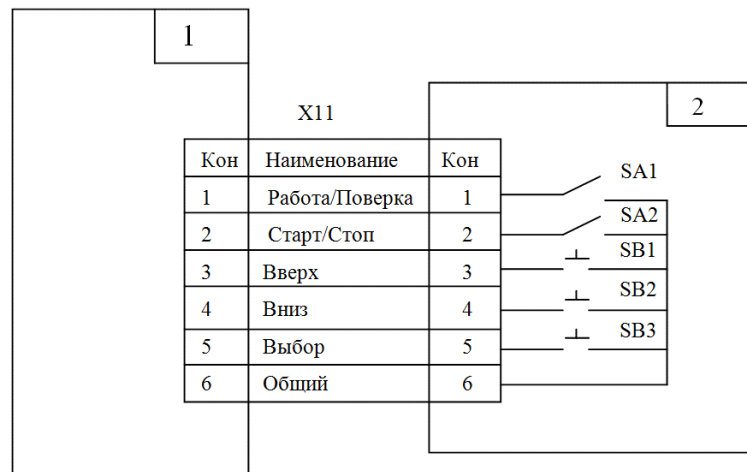 1
2
X11
Кон Наименование Кон
1 Работа/Поверка 1 SA1
2 Старт/Стоп 2 SA2
3 Вверх 3 SB1
4 Вниз 4 SB2
5 Выбор 5 SB3
6 Общий 6